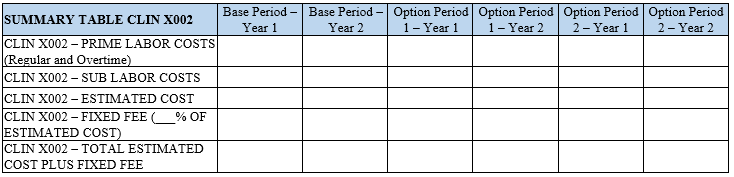 SUMMARY TABLE CLIN X002
Base Period –
Year 1
Base Period –
Year 2
Option Period
1 – Year 1
Option Period
1 – Year 2
Option Period
2 – Year 1
Option Period
2 – Year 2
CLIN X002 – PRIME LABOR COSTS
(Regular and Overtime)
CLIN X002 – SUB LABOR COSTS
CLIN X002 – ESTIMATED COST
CLIN X002 – FIXED FEE (___% OF
ESTIMATED COST)
CLIN X002 – TOTAL ESTIMATED
COST PLUS FIXED FEE